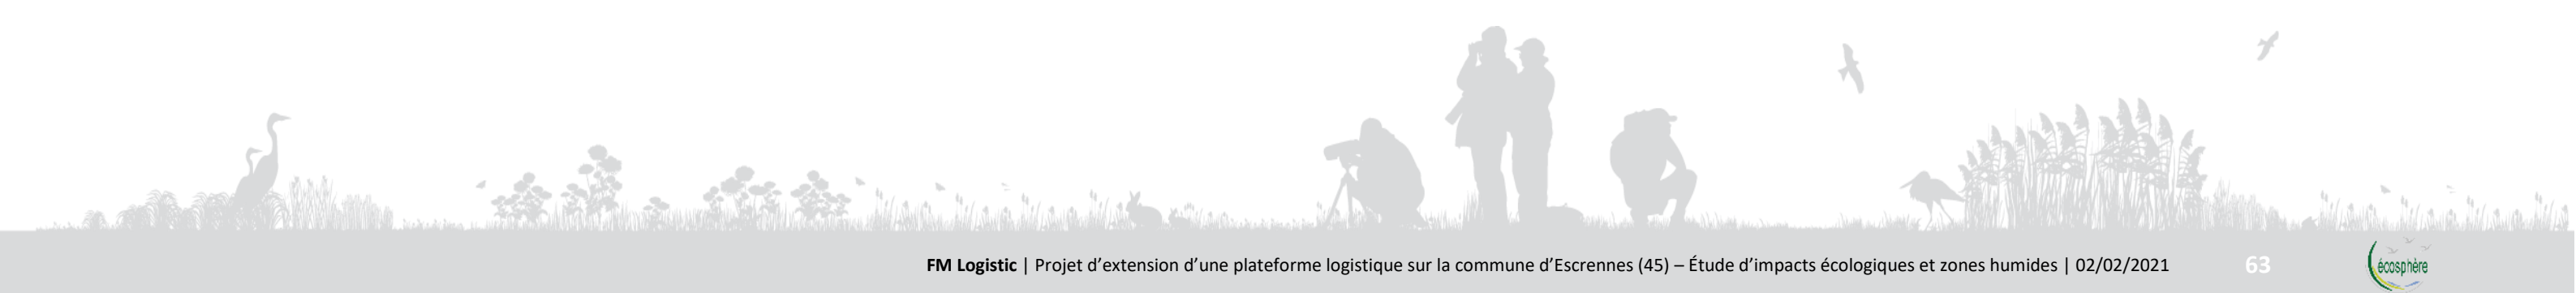 FM Logistic | Projet d’extension d’une plateforme logistique sur la commune d’Escrennes (45) – Étude d’impacts écologiques et zones humides | 02/02/2021 63 écosphère